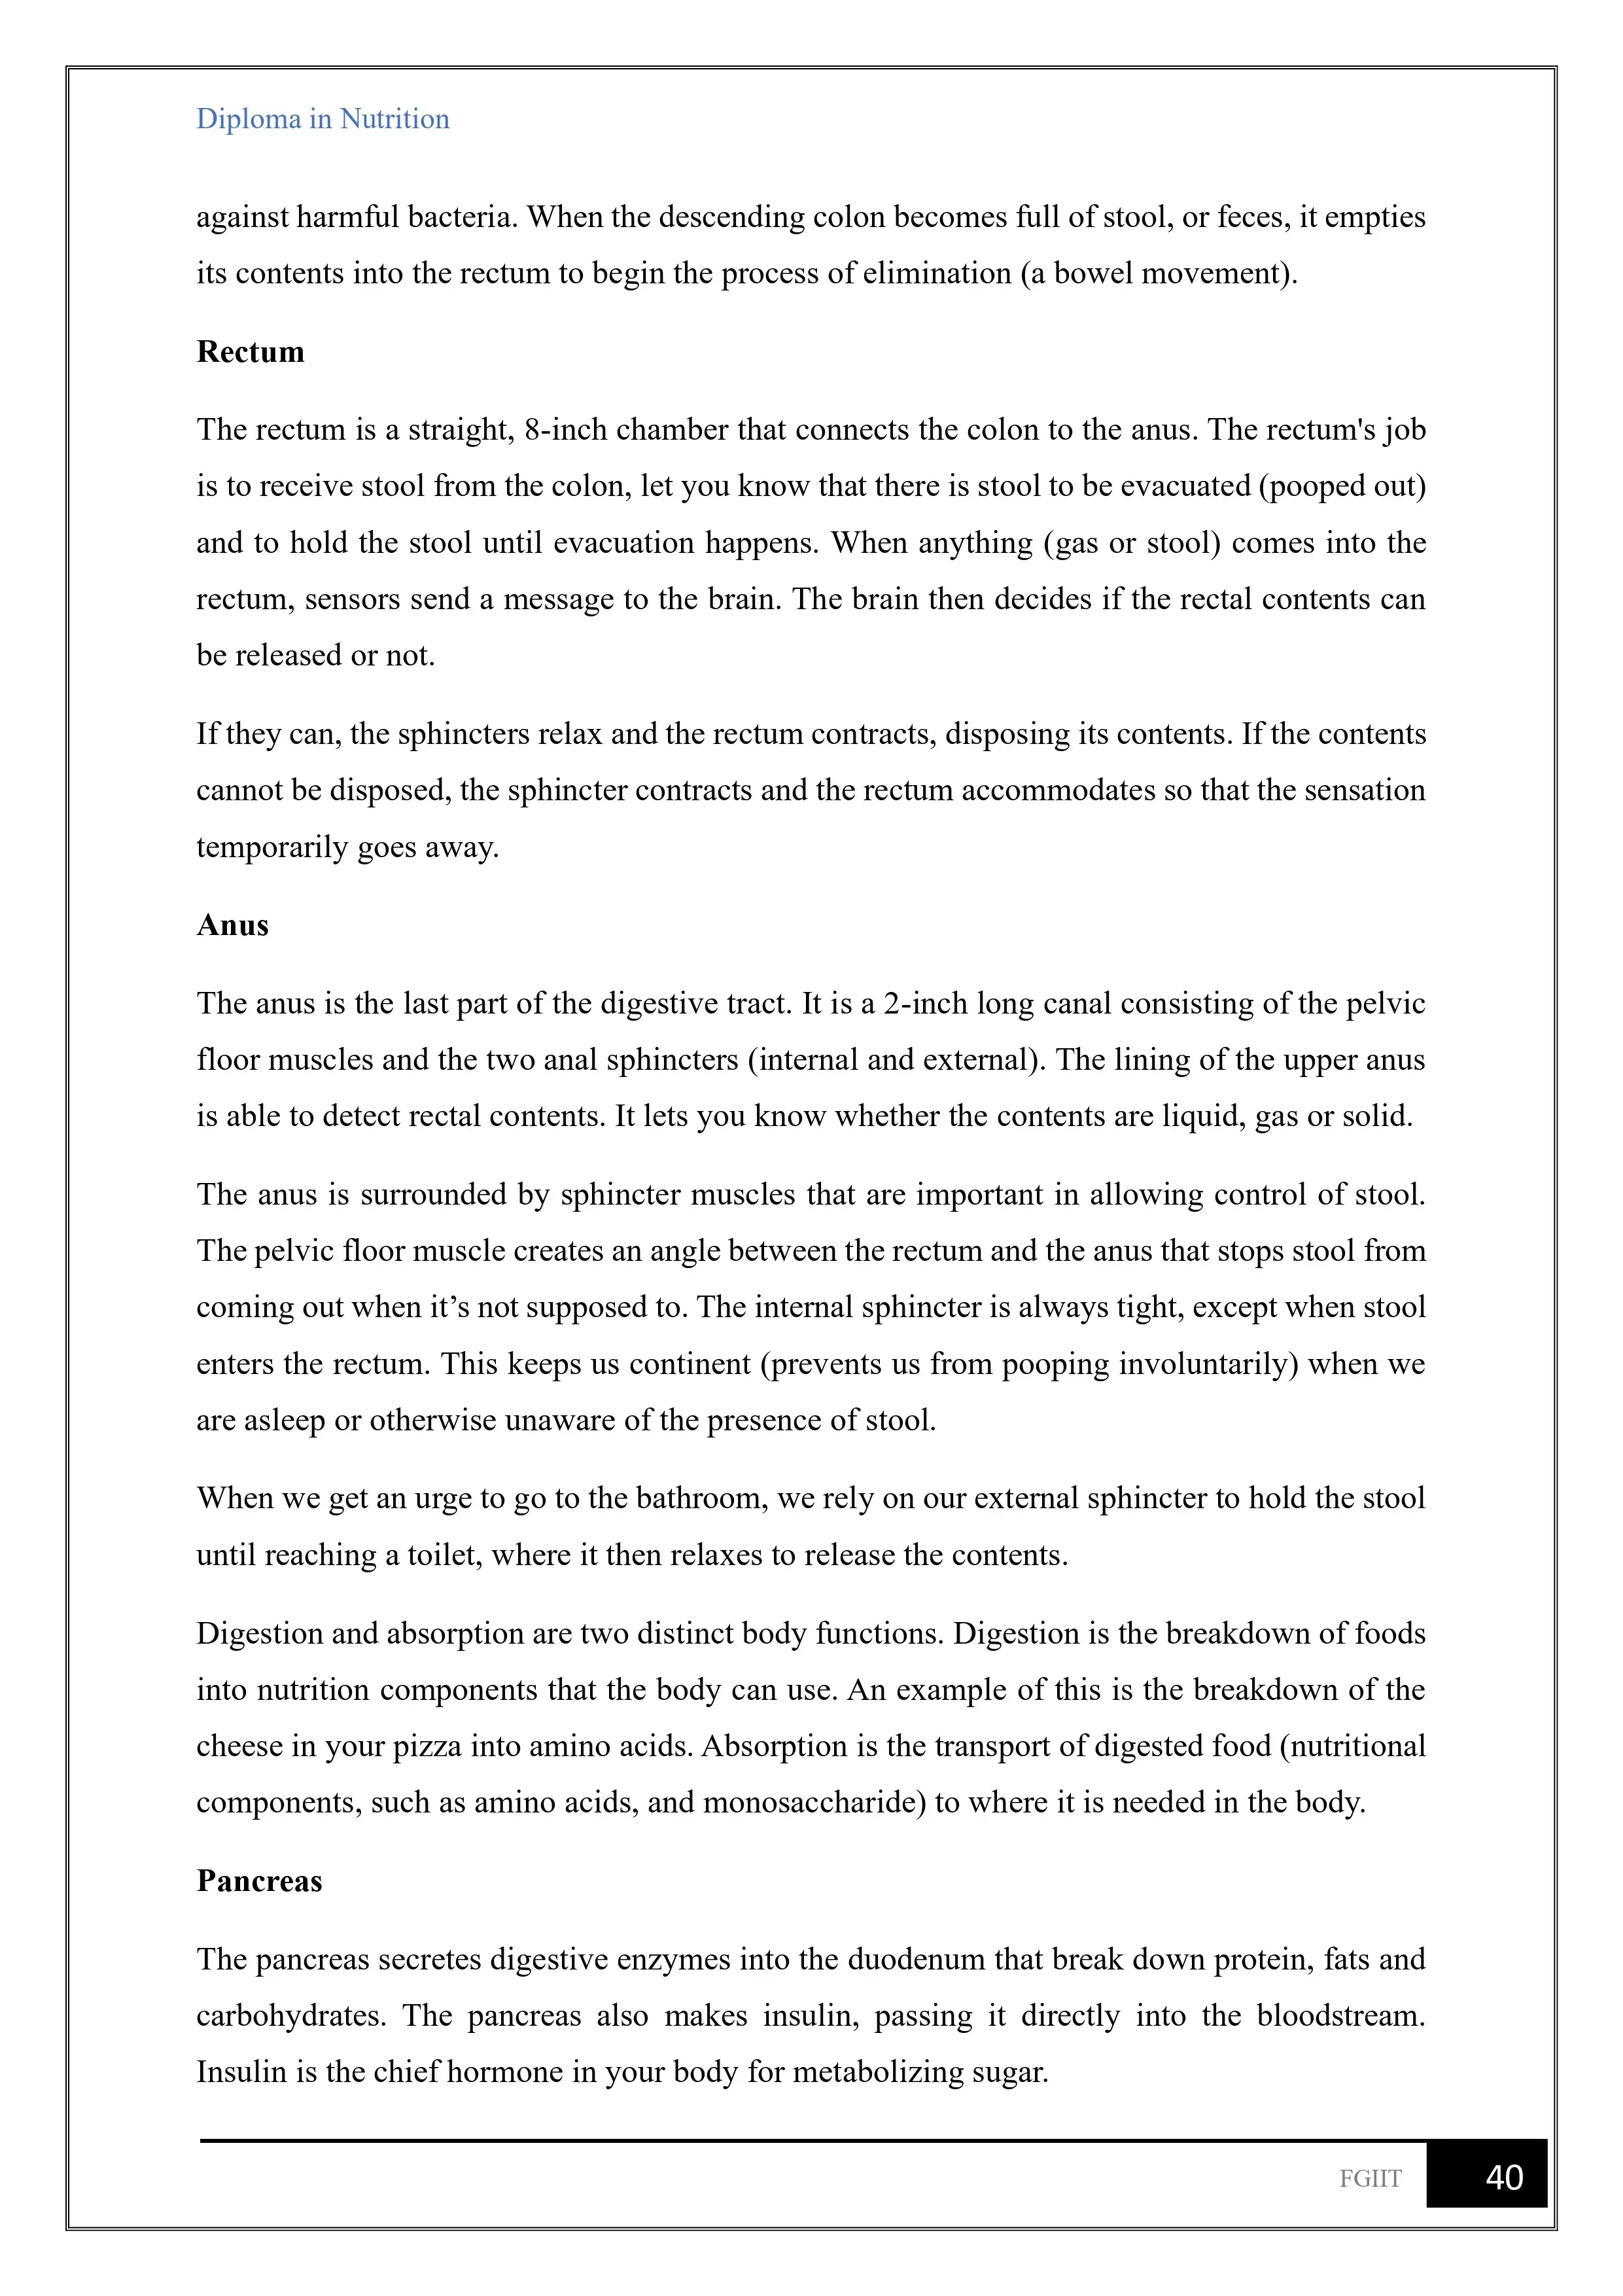 Diploma in Nutrition
against harmful bacteria. When the descending colon becomes full of stool, or feces, it empties
its contents into the rectum to begin the process of elimination (a bowel movement).
Rectum
The rectum is a straight, 8-inch chamber that connects the colon to the anus. The rectum's job
is to receive stool from the colon, let you know that there is stool to be evacuated (pooped out)
and to hold the stool until evacuation happens. When anything (gas or stool) comes into the
rectum, sensors send a message to the brain. The brain then decides if the rectal contents can
be released or not.
If they can, the sphincters relax and the rectum contracts, disposing its contents. If the contents
cannot be disposed, the sphincter contracts and the rectum accommodates so that the sensation
temporarily goes away.
Anus
The anus is the last part of the digestive tract. It is a 2-inch long canal consisting of the pelvic
floor muscles and the two anal sphincters (internal and external). The lining of the upper anus
is able to detect rectal contents. It lets you know whether the contents are liquid, gas or solid.
The anus is surrounded by sphincter muscles that are important in allowing control of stool.
The pelvic floor muscle creates an angle between the rectum and the anus that stops stool from
coming out when it’s not supposed to. The internal sphincter is always tight, except when stool
enters the rectum. This keeps us continent (prevents us from pooping involuntarily) when we
are asleep or otherwise unaware of the presence of stool.
When we get an urge to go to the bathroom, we rely on our external sphincter to hold the stool
until reaching a toilet, where it then relaxes to release the contents.
Digestion and absorption are two distinct body functions. Digestion is the breakdown of foods
into nutrition components that the body can use. An example of this is the breakdown of the
cheese in your pizza into amino acids. Absorption is the transport of digested food (nutritional
components, such as amino acids, and monosaccharide) to where it is needed in the body.
Pancreas
The pancreas secretes digestive enzymes into the duodenum that break down protein, fats and
carbohydrates. The pancreas also makes insulin, passing it directly into the bloodstream.
Insulin is the chief hormone in your body for metabolizing sugar.
FGIIT 40